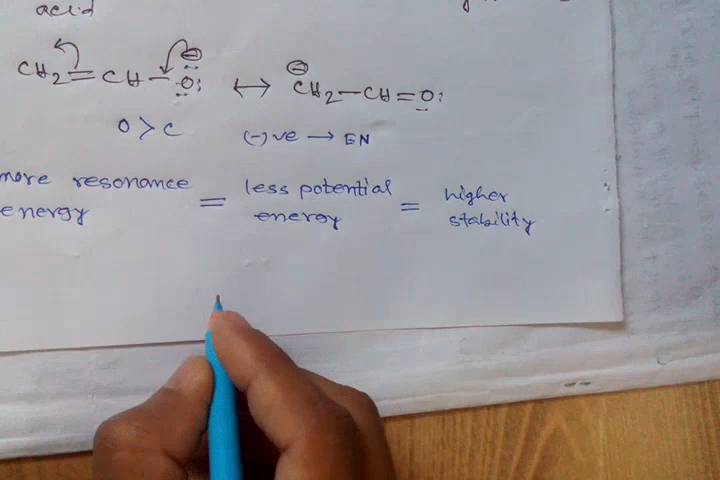 acid
CH₂=CH-O: ⊖ ↔ ⊖ CH₂-CH=O:
O > C (-)ve → EN
more resonance energy = less potential energy = higher stability